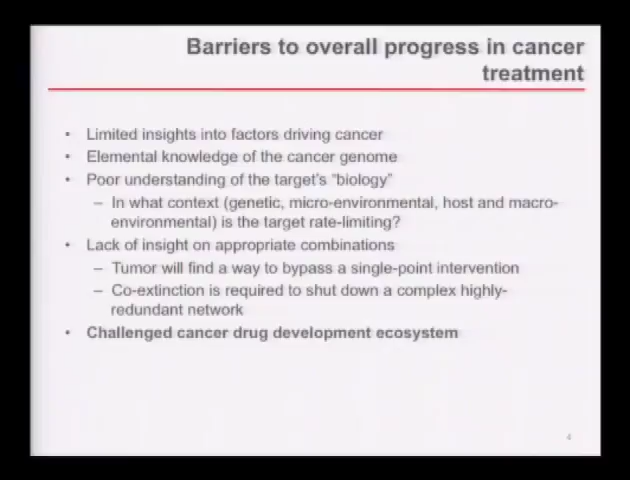 Barriers to overall progress in cancer
treatment
• Limited insights into factors driving cancer
• Elemental knowledge of the cancer genome
• Poor understanding of the target's “biology”
– In what context (genetic, micro-environmental, host and macro-
environmental) is the target rate-limiting?
• Lack of insight on appropriate combinations
– Tumor will find a way to bypass a single-point intervention
– Co-extinction is required to shut down a complex highly-
redundant network
• Challenged cancer drug development ecosystem
4